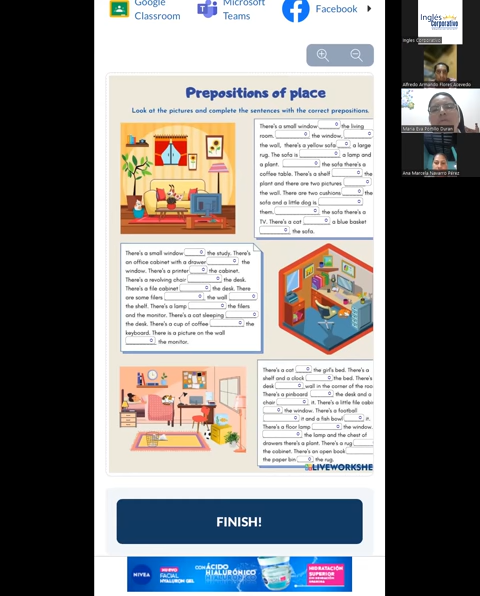 Google
Classroom
Microsoft
Teams
Facebook
Prepositions of place
Look at the pictures and complete the sentences with the correct prepositions.
There's a small window the living
room. the window,
the wall, there's a yellow sofa a large
rug. The sofa is a lamp and
a plant. the sofa there's a
coffee table. There's a shelf the
plant and there are two pictures
the wall. There are two cushions the
sofa and a little dog is
them. the sofa there's a
TV. There's a cat a blue basket
the sofa.
There's a small window the study. There's
an office cabinet with a drawer the
window. There's a printer the cabinet.
There's a revolving chair the desk.
There's a file cabinet the desk. There
are some filers the wall
the shelf. There's a lamp the filers
and the monitor. There's a cat sleeping
the desk. There's a cup of coffee the
keyboard. There is a picture on the wall
the monitor.
There's a cat the girl's bed. There's a
shelf and a clock the bed. There's
desk wall in the corner of the roo
There's a pinboard the desk and a
chair it. There's a little file cabi
the window. There's a football
it and a fish bowl it.
There's a floor lamp the window.
the lamp and the chest of
drawers there's a plant. There's a rug
the cabinet. There's an open book
the paper bin the rug.
LIVEWORKSHE
FINISH!
NIVEA
NUEVO
FACIAL
HYALURON GEL
CON ÁCIDO
HIALURÓNICO
HIDRATACIÓN
SUPERIOR
Inglés
Corporativo
Ingles Corporativo
Alfredo Armando Flores Acevedo
Maria Eva Portillo Duran
Ana Marcela Navarro Pérez